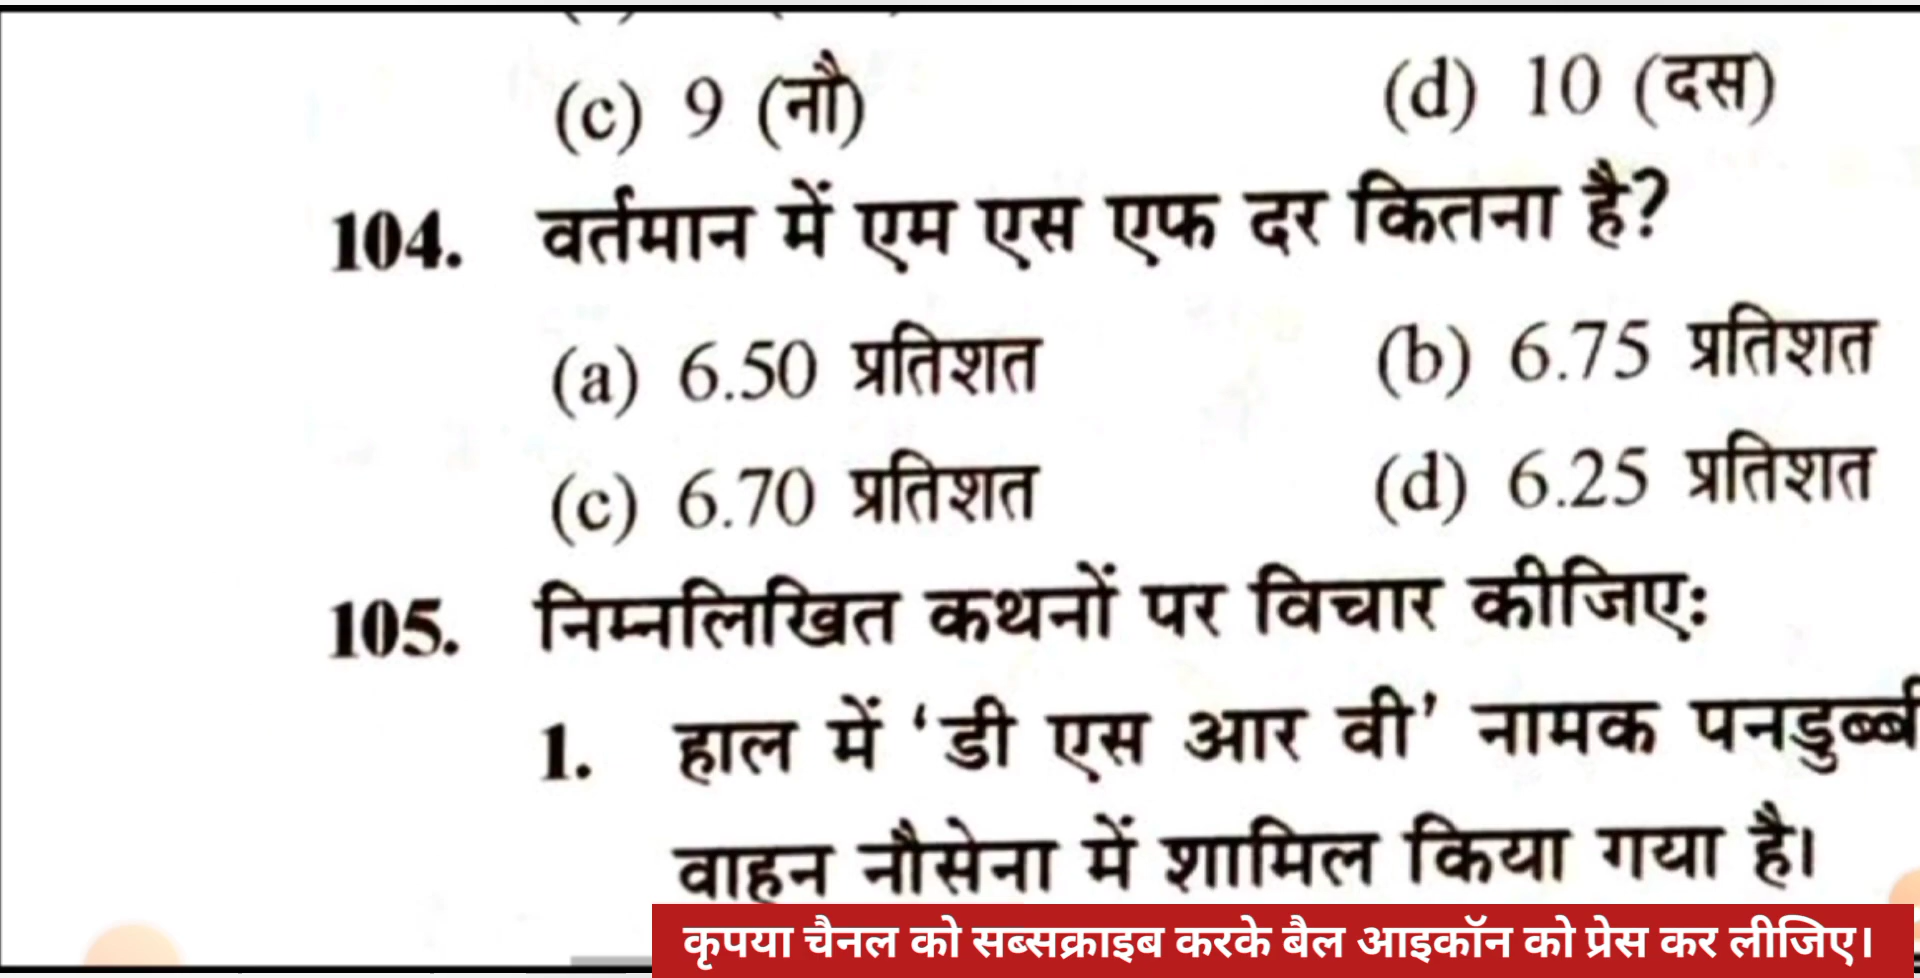 (c) 9 (नौ) (d) 10 (दस)
104. वर्तमान में एम एस एफ दर कितना है?
(a) 6.50 प्रतिशत (b) 6.75 प्रतिशत
(c) 6.70 प्रतिशत (d) 6.25 प्रतिशत
105. निम्नलिखित कथनों पर विचार कीजिए:
1. हाल में ‘डी एस आर वी’ नामक पनडुब्बी
वाहन नौसेना में शामिल किया गया है।
कृपया चैनल को सब्सक्राइब करके बैल आइकॉन को प्रेस कर लीजिए।